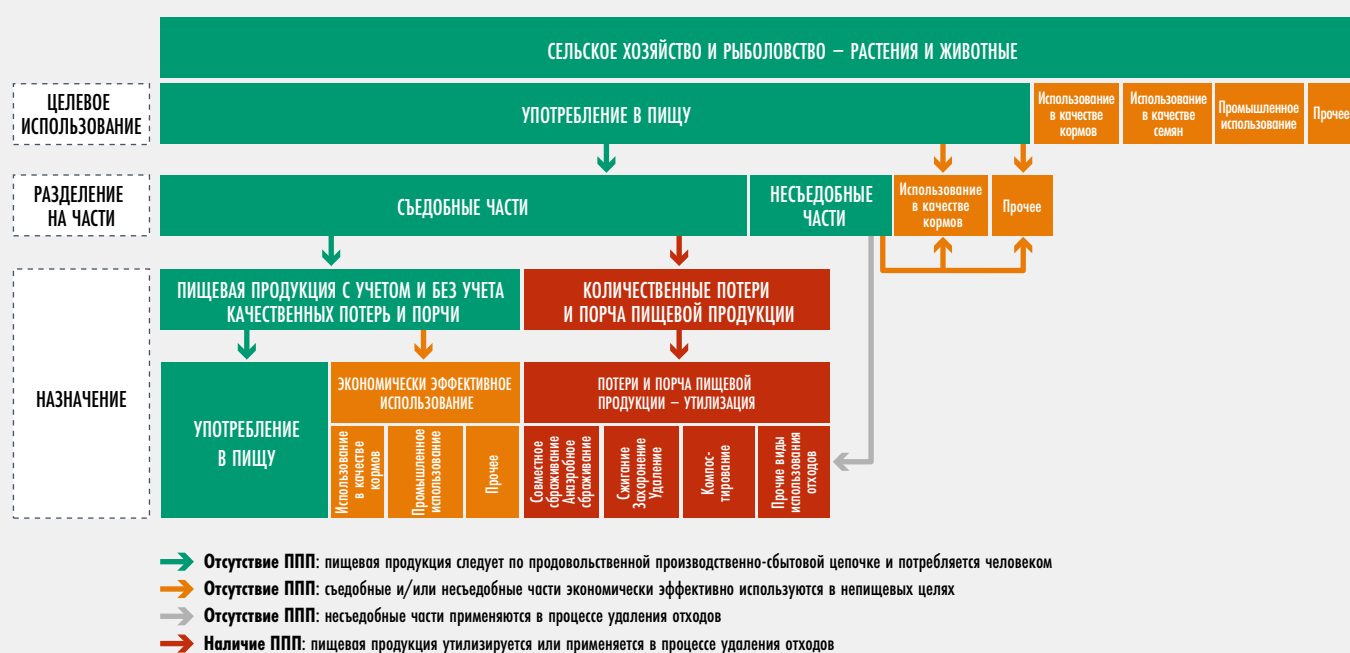 СЕЛЬСКОЕ ХОЗЯЙСТВО И РЫБОЛОВСТВО – РАСТЕНИЯ И ЖИВОТНЫЕ
ЦЕЛЕВОЕ
ИСПОЛЬЗОВАНИЕ
УПОТРЕБЛЕНИЕ В ПИЩУ
Использование
в качестве
кормов
Использование
в качестве
семян
Промышленное
использование
Прочее
РАЗДЕЛЕНИЕ
НА ЧАСТИ
СЪЕДОБНЫЕ ЧАСТИ
НЕСЪЕДОБНЫЕ
ЧАСТИ
Использование
в качестве
кормов
Прочее
НАЗНАЧЕНИЕ
ПИЩЕВАЯ ПРОДУКЦИЯ С УЧЕТОМ И БЕЗ УЧЕТА
КАЧЕСТВЕННЫХ ПОТЕРЬ И ПОРЧИ
КОЛИЧЕСТВЕННЫЕ ПОТЕРИ
И ПОРЧА ПИЩЕВОЙ ПРОДУКЦИИ
УПОТРЕБЛЕНИЕ
В ПИЩУ
ЭКОНОМИЧЕСКИ ЭФФЕКТИВНОЕ
ИСПОЛЬЗОВАНИЕ
Использование
в качестве
кормов
Промышленное
использование
Прочее
ПОТЕРИ И ПОРЧА ПИЩЕВОЙ
ПРОДУКЦИИ – УТИЛИЗАЦИЯ
Совместное
сбраживание
Анаэробное
сбраживание
Сжигание
Захоронение
Удаление
Компос-
тирование
Прочие виды
использования
отходов
Отсутствие ППП: пищевая продукция следует по продовольственной производственно-сбытовой цепочке и потребляется человеком
Отсутствие ППП: съедобные и/или несъедобные части экономически эффективно используются в непищевых целях
Отсутствие ППП: несъедобные части применяются в процессе удаления отходов
Наличие ППП: пищевая продукция утилизируется или применяется в процессе удаления отходов